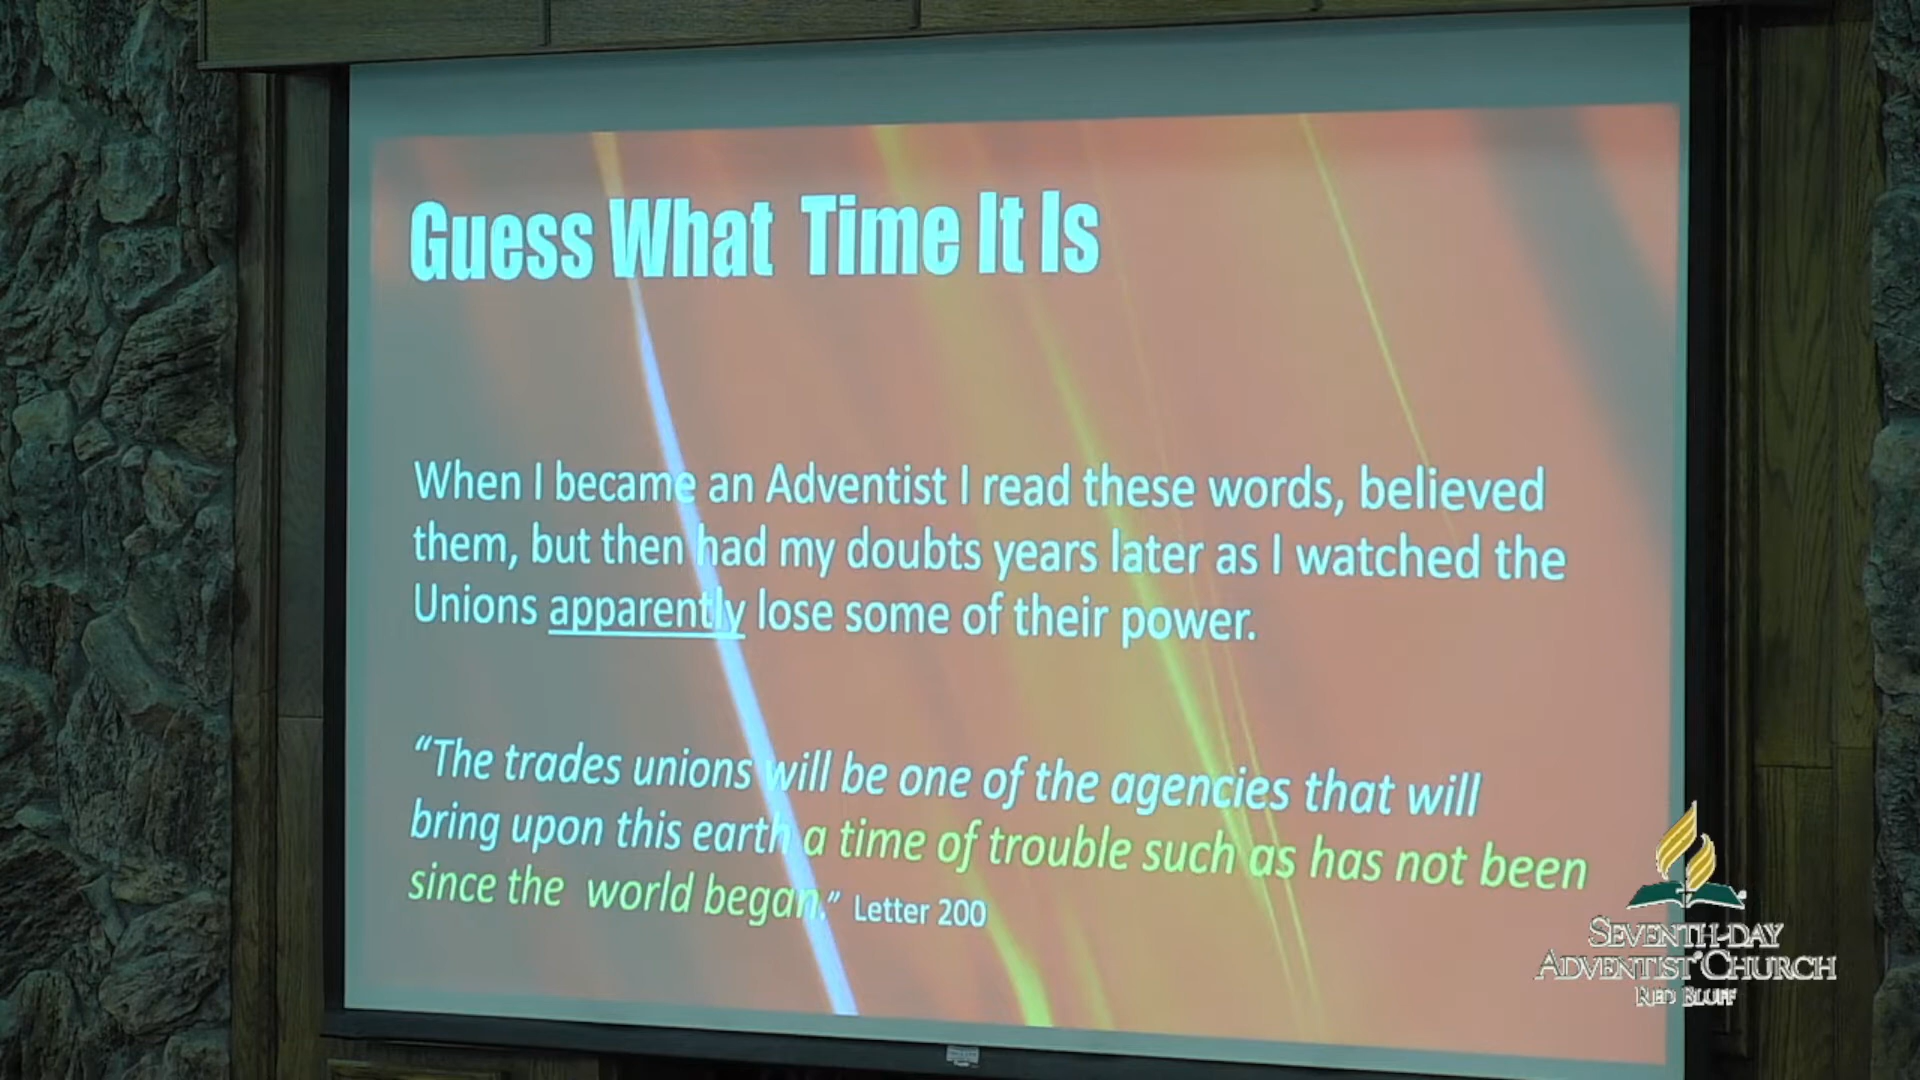 Guess What Time It Is
When I became an Adventist I read these words, believed
them, but then had my doubts years later as I watched the
Unions apparently lose some of their power.
“The trades unions will be one of the agencies that will
bring upon this earth a time of trouble such as has not been
since the world began.” Letter 200
SEVENTH-DAY
ADVENTIST CHURCH
RED BLUFF